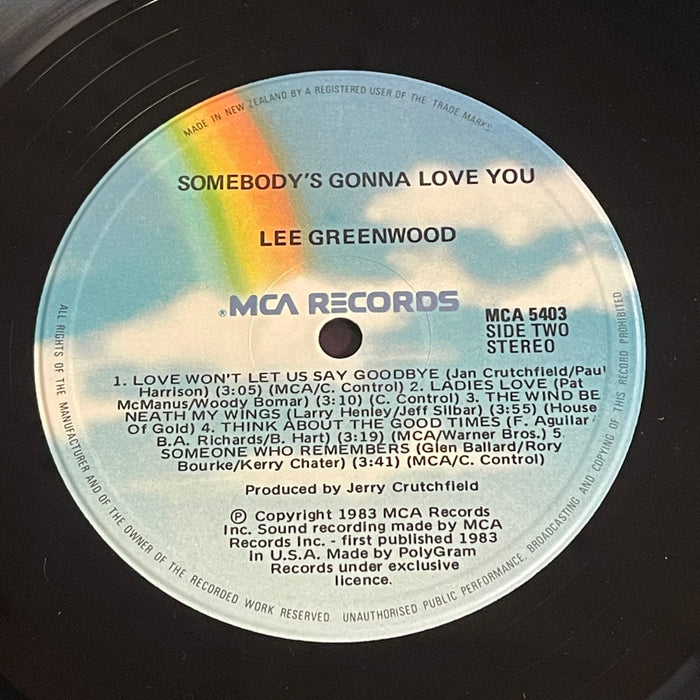 MADE IN NEW ZEALAND BY A REGISTERED USER OF THE TRADE MARKS
SOMEBODY'S GONNA LOVE YOU
LEE GREENWOOD
MCA RECORDS
MCA 5403
SIDE TWO
STEREO
1. LOVE WON'T LET US SAY GOODBYE (Jan Crutchfield/Paul
Harrison) (3:05) (MCA/C. Control) 2. LADIES LOVE (Pat
McManus/Woody Bomar) (3:10) (C. Control) 3. THE WIND BE
NEATH MY WINGS (Larry Henley/Jeff Silbar) (3:55) (House
Of Gold) 4. THINK ABOUT THE GOOD TIMES (F. Aguilar
B.A. Richards/B. Hart) (3:19) (MCA/Warner Bros.) 5.
SOMEONE WHO REMEMBERS (Glen Ballard/Rory
Bourke/Kerry Chater) (3:41) (MCA/C. Control)
Produced by Jerry Crutchfield
Ⓟ Copyright 1983 MCA Records
Inc. Sound recording made by MCA
Records Inc. - first published 1983
in U.S.A. Made by PolyGram
Records under exclusive
licence.
ALL RIGHTS OF THE MANUFACTURER AND OF THE OWNER OF THE RECORDED WORK RESERVED. UNAUTHORISED PUBLIC PERFORMANCE, BROADCASTING AND COPYING OF THIS RECORD PROHIBITED